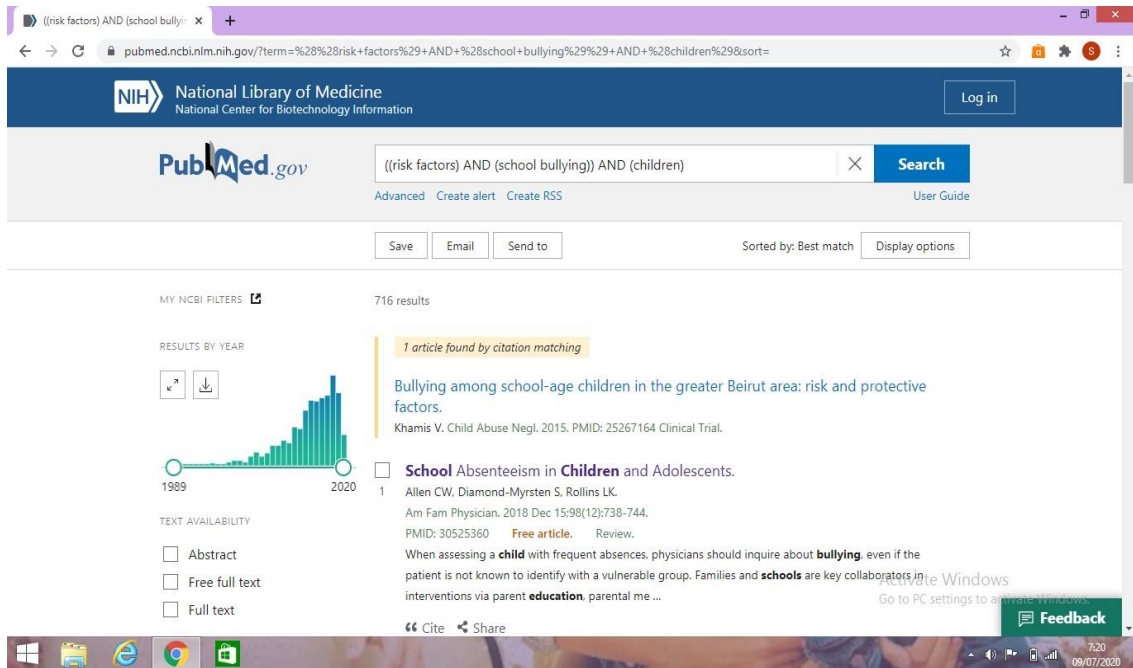 ((risk factors) AND (school bullyin
pubmed.ncbi.nlm.nih.gov/?term=%28%28risk+factors%29+AND+%28school+bullying%29%29+AND+%28children%29&sort=
S
NIH National Library of Medicine
National Center for Biotechnology Information
Log in
PubMed.gov
((risk factors) AND (school bullying)) AND (children)
Search
Advanced Create alert Create RSS
User Guide
Save Email Send to
Sorted by: Best match Display options
MY NCBI FILTERS
716 results
RESULTS BY YEAR
1 article found by citation matching
Bullying among school-age children in the greater Beirut area: risk and protective
factors.
Khamis V. Child Abuse Negl. 2015. PMID: 25267164 Clinical Trial.
1989 2020
School Absenteeism in Children and Adolescents.
1 Allen CW, Diamond-Myrsten S, Rollins LK.
Am Fam Physician. 2018 Dec 15;98(12):738-744.
PMID: 30525360 Free article. Review.
When assessing a child with frequent absences, physicians should inquire about bullying, even if the
patient is not known to identify with a vulnerable group. Families and schools are key collaborators in
interventions via parent education, parental me ...
Cite Share
TEXT AVAILABILITY
Abstract
Free full text
Full text
Activate Windows
Go to PC settings to activate Windows.
Feedback
7:20
09/07/2020